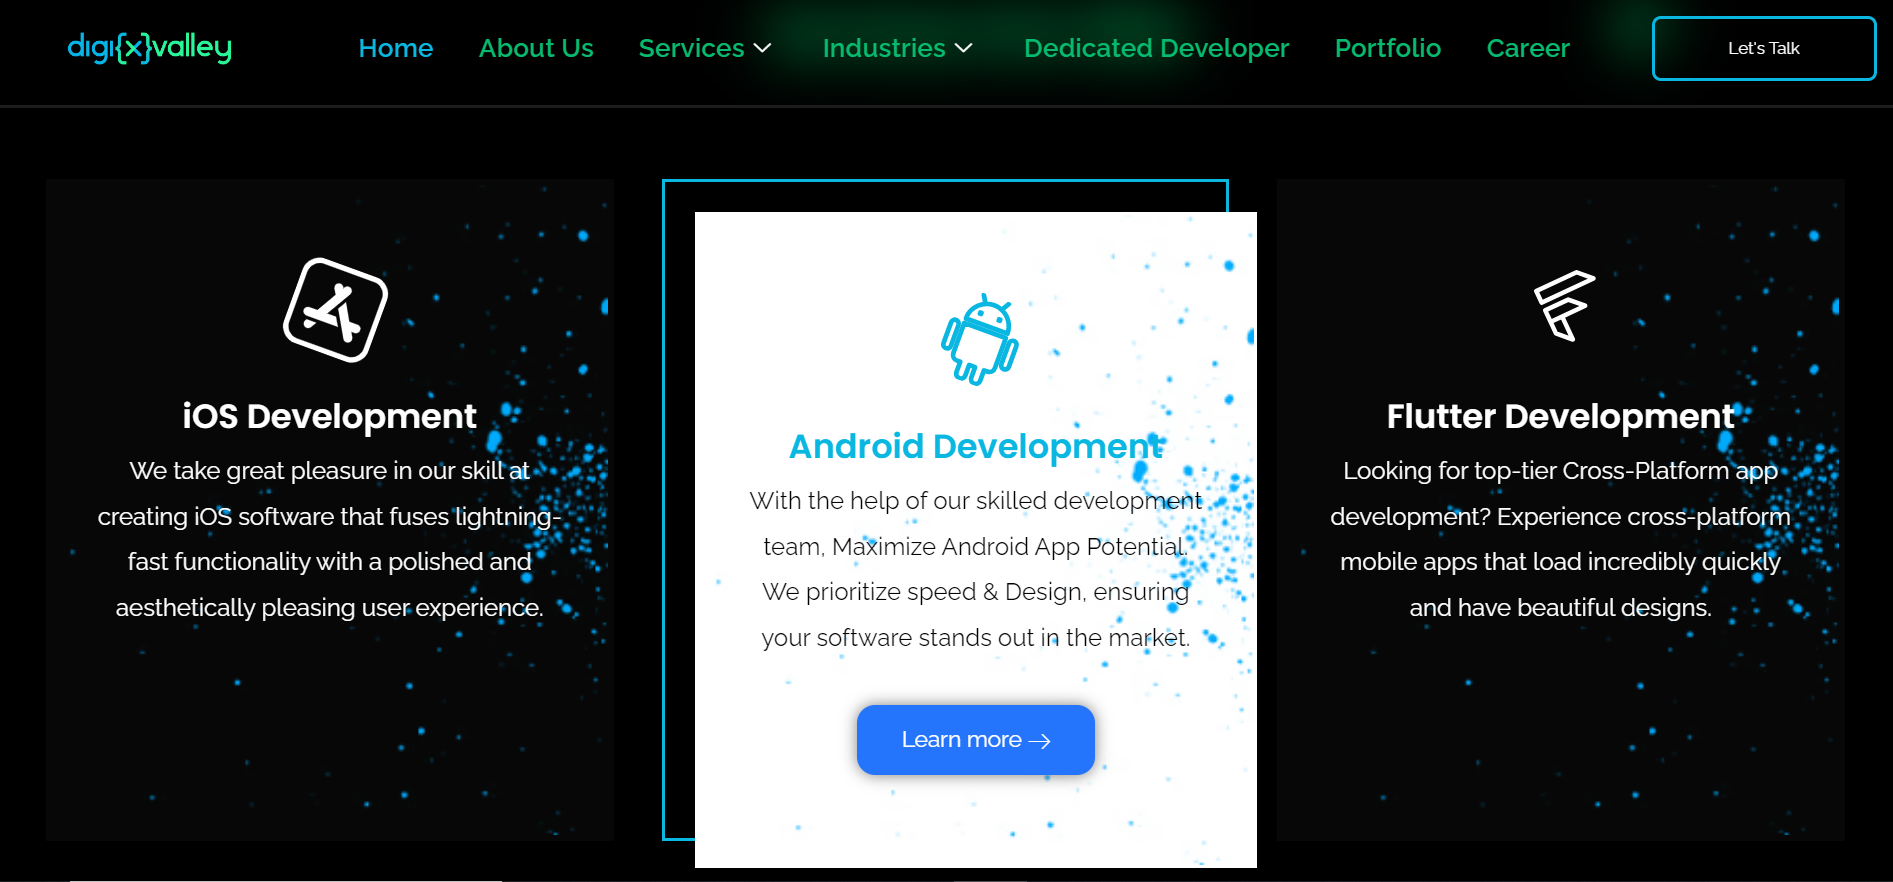 digi{x}valley
Home About Us Services Industries Dedicated Developer Portfolio Career Let's Talk
iOS Development
We take great pleasure in our skill at
creating iOS software that fuses lightning-
fast functionality with a polished and
aesthetically pleasing user experience.
Android Development
With the help of our skilled development
team, Maximize Android App Potential.
We prioritize speed & Design, ensuring
your software stands out in the market.
Learn more →
Flutter Development
Looking for top-tier Cross-Platform app
development? Experience cross-platform
mobile apps that load incredibly quickly
and have beautiful designs.